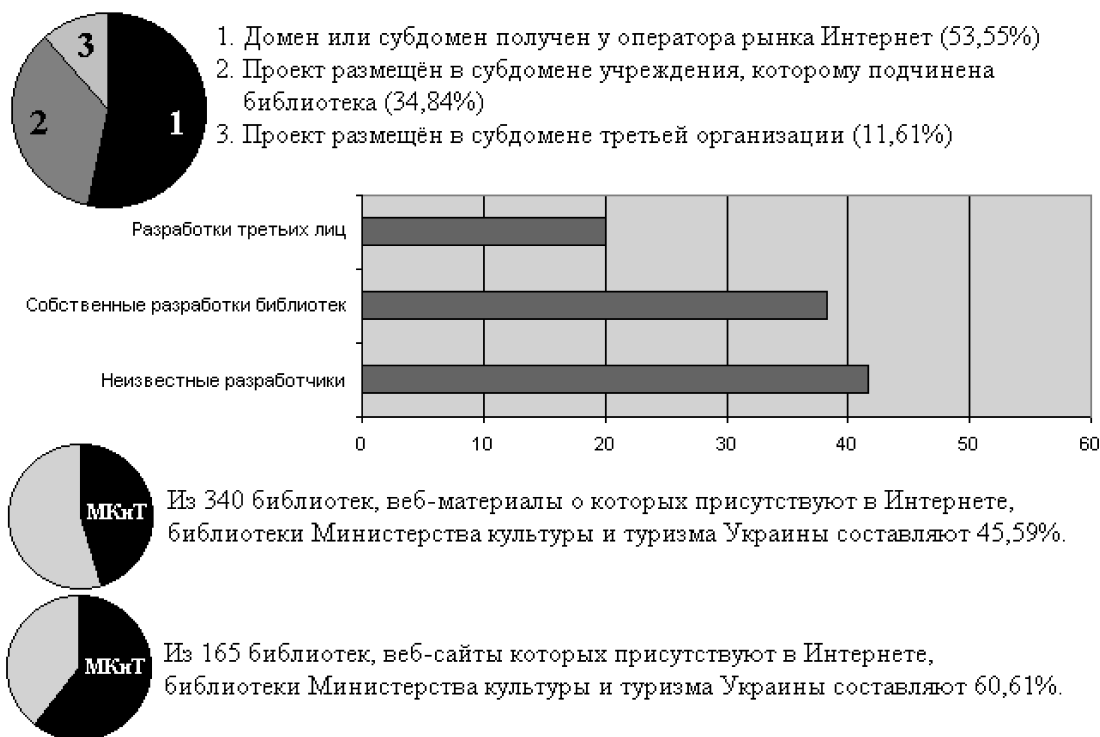 1
2
3
1. Домен или субдомен получен у оператора рынка Интернет (53,55%)
2. Проект размещён в субдомене учреждения, которому подчинена
библиотека (34,84%)
3. Проект размещён в субдомене третьей организации (11,61%)
Разработки третьих лиц
Собственные разработки библиотек
Неизвестные разработчики
0 10 20 30 40 50 60
МКиТ
Из 340 библиотек, веб-материалы о которых присутствуют в Интернете,
библиотеки Министерства культуры и туризма Украины составляют 45,59%.
МКиТ
Из 165 библиотек, веб-сайты которых присутствуют в Интернете,
библиотеки Министерства культуры и туризма Украины составляют 60,61%.